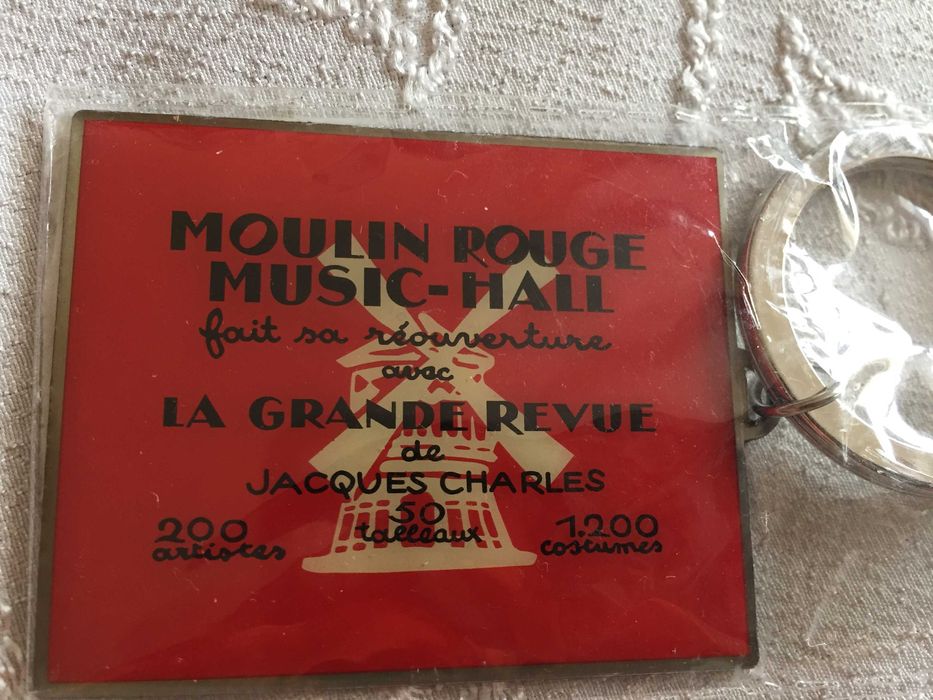 MOULIN ROUGE
MUSIC-HALL
fait sa réouverture
avec
LA GRANDE REVUE
de
JACQUES CHARLES
200 50 1.200
artistes tableaux costumes